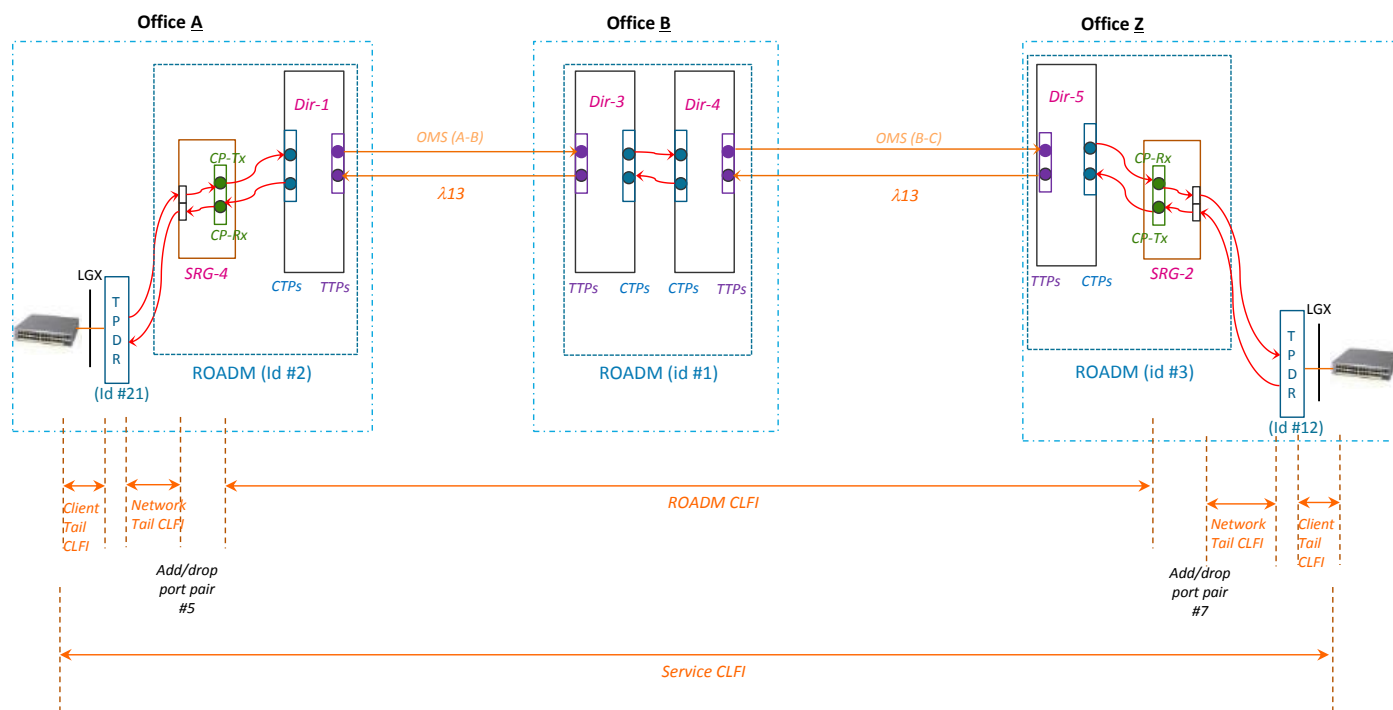 Office A
Office B
Office Z
Dir-1
Dir-3
Dir-4
Dir-5
OMS (A-B)
OMS (B-C)
CP-Tx
CP-Rx
λ13
λ13
CP-Rx
CP-Tx
SRG-4
SRG-2
CTPs
TTPs
TTPs
CTPs
CTPs
TTPs
TTPs
CTPs
LGX
LGX
T
P
D
R
T
P
D
R
ROADM (Id #2)
ROADM (id #1)
ROADM (id #3)
(Id #21)
(Id #12)
Client
Tail
CLFI
Network
Tail CLFI
ROADM CLFI
Network
Tail CLFI
Client
Tail
CLFI
Add/drop
port pair
#5
Add/drop
port pair
#7
Service CLFI